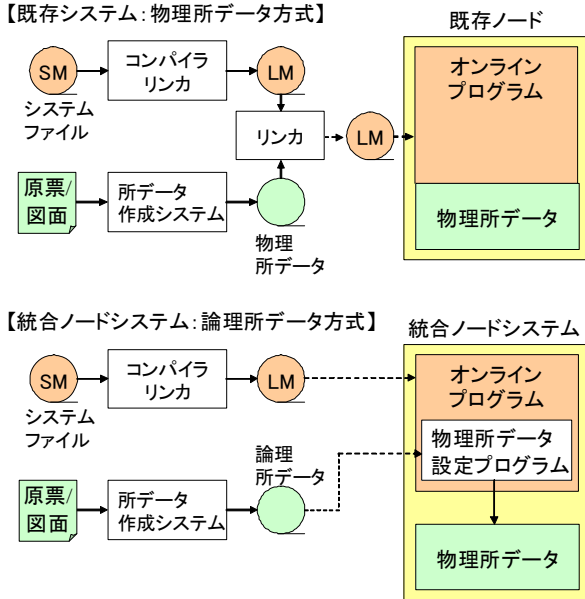 【既存システム:物理所データ方式】
既存ノード
SM
コンパイラ
リンカ
LM
システム
ファイル
リンカ
LM
オンライン
プログラム
原票/
図面
所データ
作成システム
物理
所データ
物理所データ
【統合ノードシステム:論理所データ方式】
統合ノードシステム
SM
コンパイラ
リンカ
LM
システム
ファイル
オンライン
プログラム
物理所データ
設定プログラム
論理
所データ
原票/
図面
所データ
作成システム
物理所データ